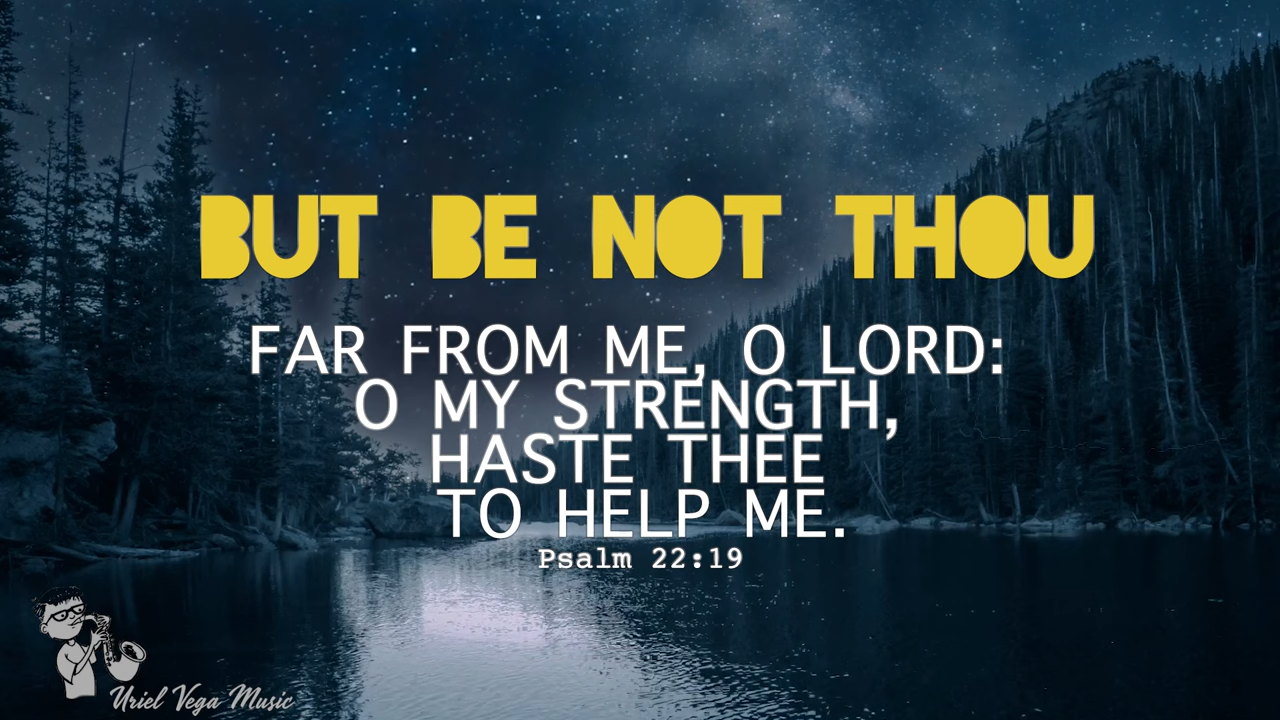 BUT BE NOT THOU
FAR FROM ME, O LORD:
O MY STRENGTH,
HASTE THEE
TO HELP ME.
Psalm 22:19
Uriel Vega Music